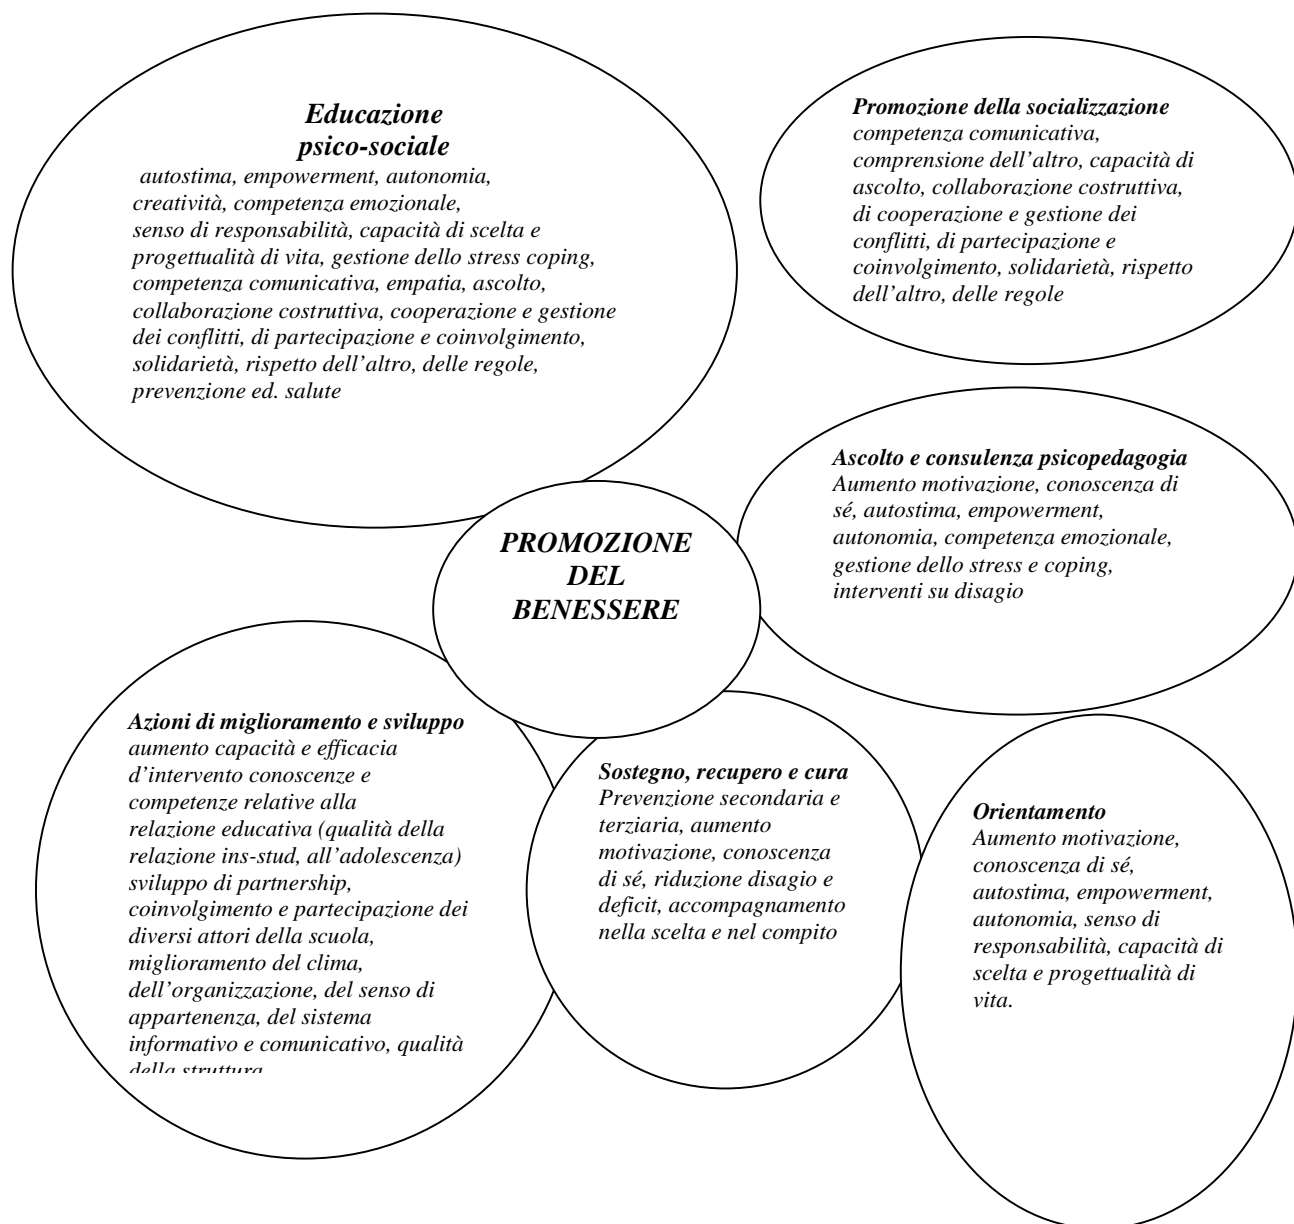 Educazione
psico-sociale
autostima, empowerment, autonomia,
creatività, competenza emozionale,
senso di responsabilità, capacità di scelta e
progettualità di vita, gestione dello stress coping,
competenza comunicativa, empatia, ascolto,
collaborazione costruttiva, cooperazione e gestione
dei conflitti, di partecipazione e coinvolgimento,
solidarietà, rispetto dell'altro, delle regole,
prevenzione ed. salute
Promozione della socializzazione
competenza comunicativa,
comprensione dell'altro, capacità di
ascolto, collaborazione costruttiva,
di cooperazione e gestione dei
conflitti, di partecipazione e
coinvolgimento, solidarietà, rispetto
dell'altro, delle regole
Ascolto e consulenza psicopedagogia
Aumento motivazione, conoscenza di
sé, autostima, empowerment,
autonomia, competenza emozionale,
gestione dello stress e coping,
interventi su disagio
PROMOZIONE
DEL
BENESSERE
Azioni di miglioramento e sviluppo
aumento capacità e efficacia
d'intervento conoscenze e
competenze relative alla
relazione educativa (qualità della
relazione ins-stud, all'adolescenza)
sviluppo di partnership,
coinvolgimento e partecipazione dei
diversi attori della scuola,
miglioramento del clima,
dell'organizzazione, del senso di
appartenenza, del sistema
informativo e comunicativo, qualità
della struttura
Sostegno, recupero e cura
Prevenzione secondaria e
terziaria, aumento
motivazione, conoscenza
di sé, riduzione disagio e
deficit, accompagnamento
nella scelta e nel compito
Orientamento
Aumento motivazione,
conoscenza di sé,
autostima, empowerment,
autonomia, senso di
responsabilità, capacità di
scelta e progettualità di
vita.